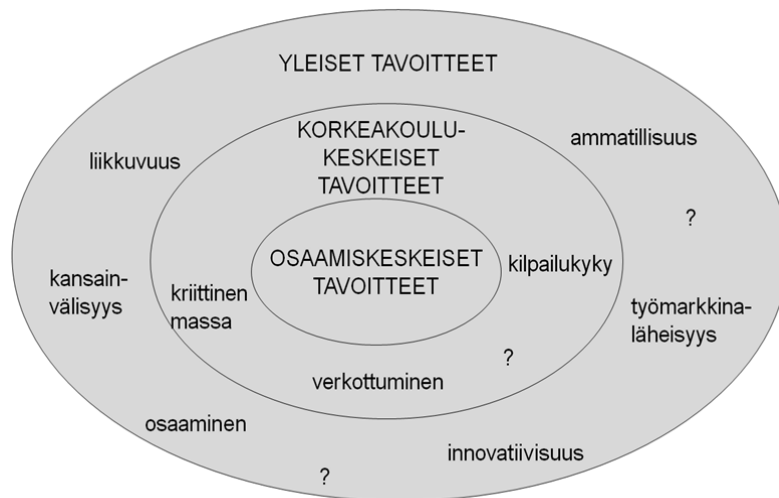 YLEISET TAVOITTEET
KORKEAKOULU-
KESKEISET
TAVOITTEET
ammatillisuus
liikkuvuus
?
OSAAMISKESKEISET
TAVOITTEET
kilpailukyky
kansain-
välisyys
kriittinen
massa
työmarkkina-
läheisyys
?
verkottuminen
osaaminen
innovatiivisuus
?